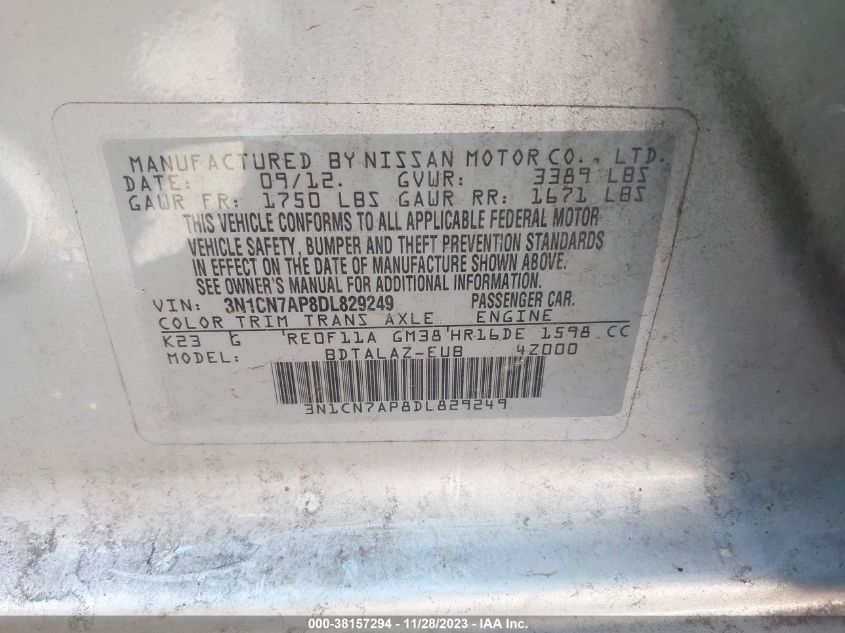 MANUFACTURED BY NISSAN MOTOR CO., LTD.
DATE: 09/12. GVWR: 3389 LBS
GAWR FR: 1750 LBS GAWR RR: 1671 LBS
THIS VEHICLE CONFORMS TO ALL APPLICABLE FEDERAL MOTOR
VEHICLE SAFETY, BUMPER AND THEFT PREVENTION STANDARDS
IN EFFECT ON THE DATE OF MANUFACTURE SHOWN ABOVE.
SEE OWNER'S MANUAL FOR ADDITIONAL INFORMATION.
VIN: 3N1CN7AP8DL829249 PASSENGER CAR.
COLOR TRIM TRANS AXLE ENGINE
K23 G RE0F11A GM38 HR16DE 1598 CC
MODEL: BDTALAZ-EUB 4Z000
3N1CN7AP8DL829249
000-38157294 - 11/28/2023 - IAA Inc.